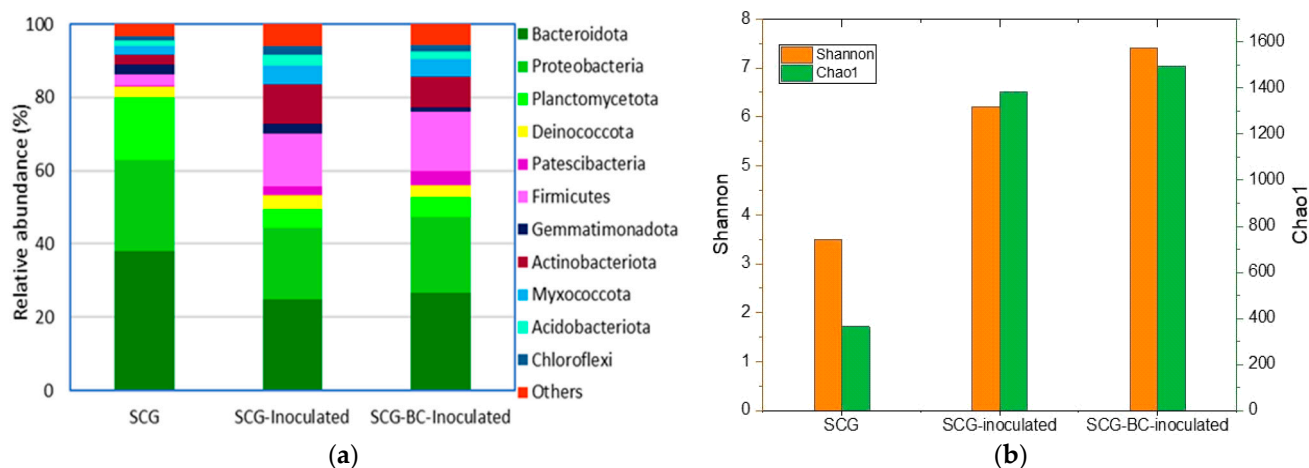 100
80
60
40
20
0
Relative abundance (%)
SCG
SCG-Inoculated
SCG-BC-Inoculated
Bacteroidota
Proteobacteria
Planctomycetota
Deinococcota
Patescibacteria
Firmicutes
Gemmatimonadota
Actinobacteriota
Myxococcota
Acidobacteriota
Chloroflexi
Others
(a)
8
7
6
5
4
3
2
1
0
Shannon
Shannon
Chao1
SCG
SCG-inoculated
SCG-BC-inoculated
1600
1400
1200
1000
800
600
400
200
0
Chao1
(b)